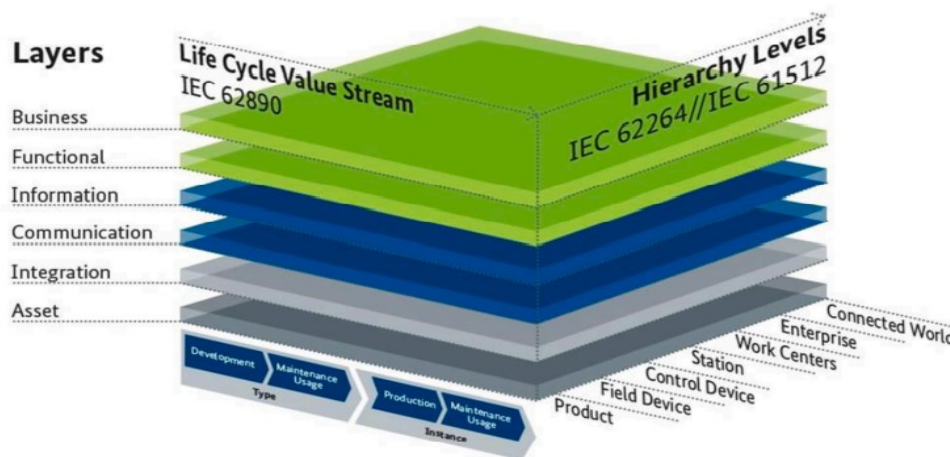 Layers
Life Cycle Value Stream
IEC 62890
Hierarchy Levels
IEC 62264//IEC 61512
Business
Functional
Information
Communication
Integration
Asset
Development
Maintenance
Usage
Type
Production
Maintenance
Usage
Instance
Product
Field Device
Control Device
Station
Work Centers
Enterprise
Connected World